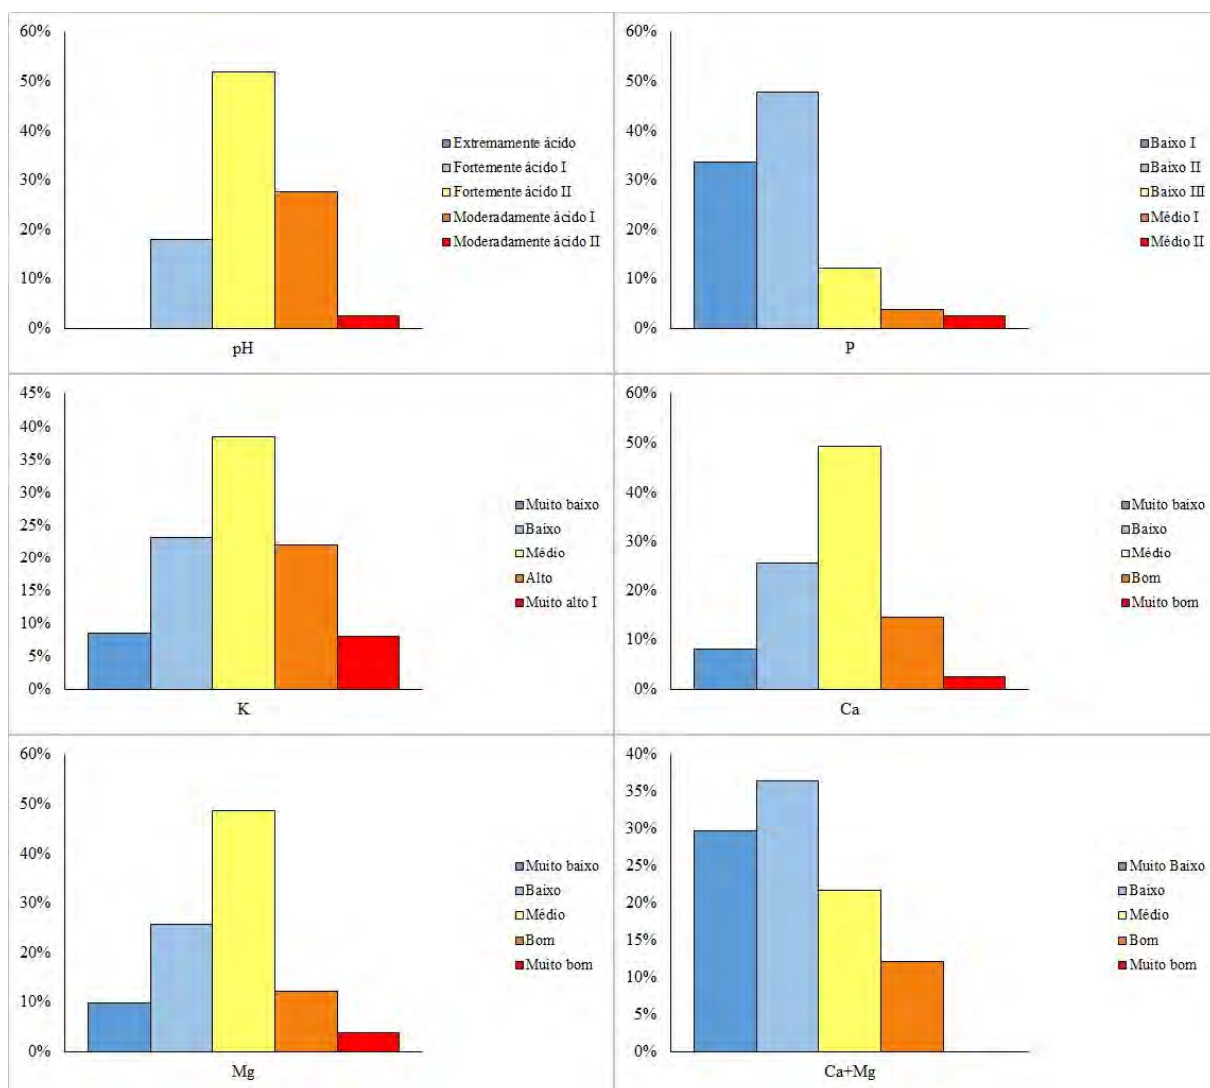 60%
50%
40%
30%
20%
10%
0%
pH
Extremamente ácido
Fortemente ácido I
Fortemente ácido II
Moderadamente ácido I
Moderadamente ácido II
60%
50%
40%
30%
20%
10%
0%
P
Baixo I
Baixo II
Baixo III
Médio I
Médio II
45%
40%
35%
30%
25%
20%
15%
10%
5%
0%
K
Muito baixo
Baixo
Médio
Alto
Muito alto I
60%
50%
40%
30%
20%
10%
0%
Ca
Muito baixo
Baixo
Médio
Bom
Muito bom
60%
50%
40%
30%
20%
10%
0%
Mg
Muito baixo
Baixo
Médio
Bom
Muito bom
40%
35%
30%
25%
20%
15%
10%
5%
0%
Ca+Mg
Muito Baixo
Baixo
Médio
Bom
Muito bom